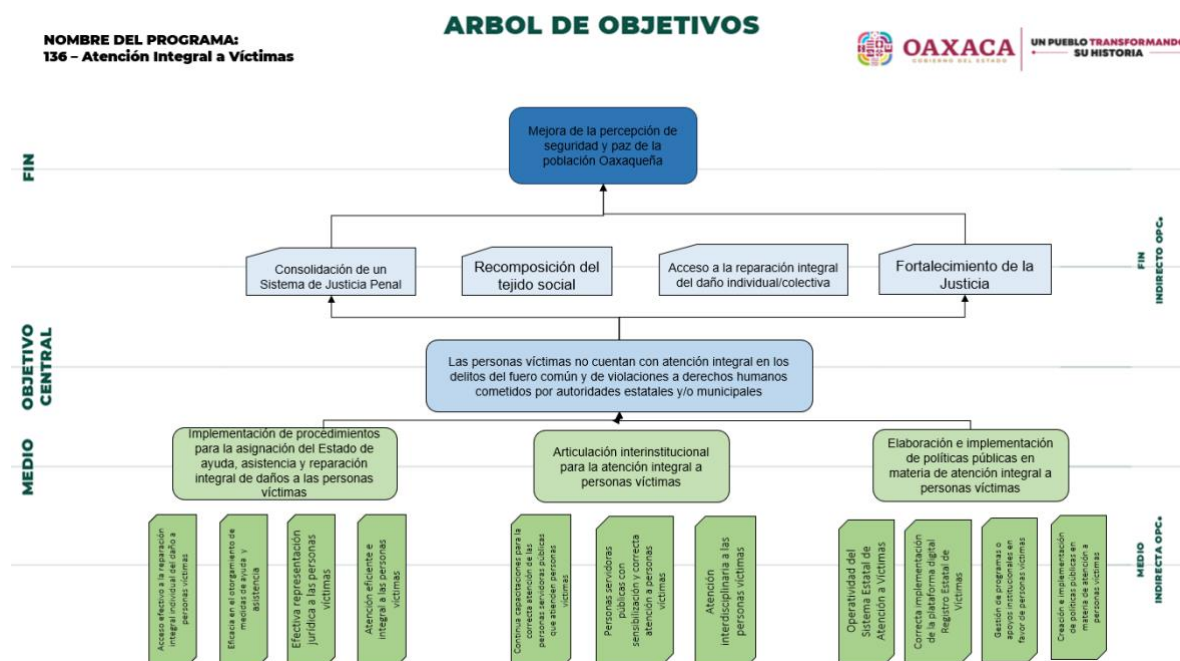 ARBOL DE OBJETIVOS
NOMBRE DEL PROGRAMA:
136 – Atención Integral a Víctimas
OAXACA
GOBIERNO DEL ESTADO
UN PUEBLO TRANSFORMANDO
SU HISTORIA
FIN
Mejora de la percepción de
seguridad y paz de la
población Oaxaqueña
FIN
INDIRECTO OPC.
Consolidación de un
Sistema de Justicia Penal
Recomposición del
tejido social
Acceso a la reparación integral
del daño individual/colectiva
Fortalecimiento de la
Justicia
OBJETIVO
CENTRAL
Las personas víctimas no cuentan con atención integral en los
delitos del fuero común y de violaciones a derechos humanos
cometidos por autoridades estatales y/o municipales
MEDIO
Implementación de procedimientos
para la asignación del Estado de
ayuda, asistencia y reparación
integral de daños a las personas
víctimas
Articulación interinstitucional
para la atención integral a
personas víctimas
Elaboración e implementación
de políticas públicas en
materia de atención integral a
personas víctimas
MEDIO
INDIRECTA OPC.
Acceso efectivo a la reparación
integral individual del daño a
personas víctimas
Eficacia en el otorgamiento de
medidas de ayuda y
asistencia
Efectiva representación
jurídica a las personas
víctimas
Atención eficiente e
integral a las personas
víctimas
Continua capacitaciones para la
correcta atención de las
personas servidoras públicas
que atienden personas
víctimas
Personas servidoras
públicas con
sensibilización y correcta
atención a personas
víctimas
Atención
interdisciplinaria a las
personas víctimas
Operatividad del
Sistema Estatal de
Atención a Víctimas
Correcta implementación
de la plataforma digital
Registro Estatal de
Víctimas
Gestión de programas o
apoyos institucionales en
favor de personas víctimas
Creación e implementación
de políticas públicas en
materia de atención a
personas víctimas